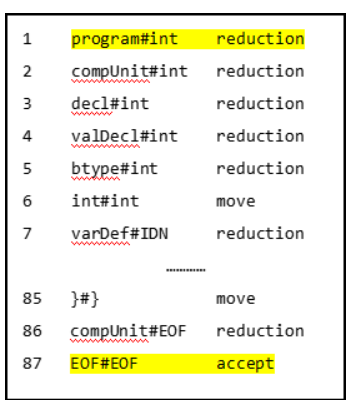 1 program#int reduction
2 compUnit#int reduction
3 decl#int reduction
4 valDecl#int reduction
5 btype#int reduction
6 int#int move
7 varDef#IDN reduction
…………
85 }#} move
86 compUnit#EOF reduction
87 EOF#EOF accept